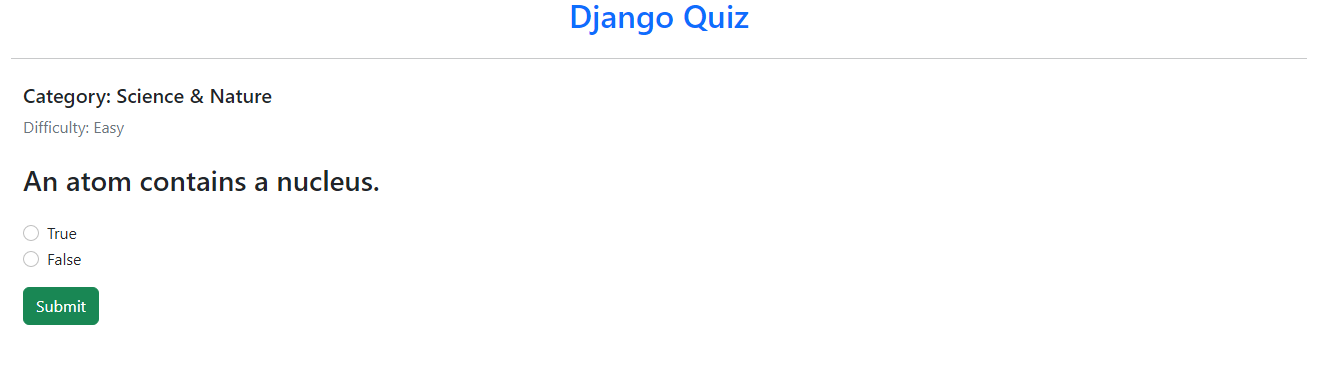 Django Quiz
Category: Science & Nature
Difficulty: Easy
An atom contains a nucleus.
True
False
Submit